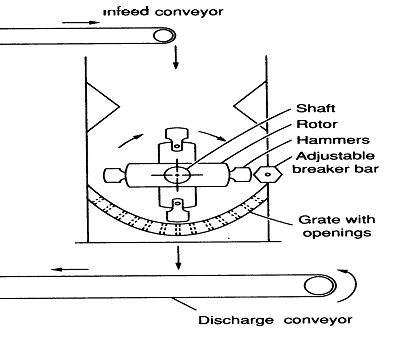 Infeed conveyor
Shaft
Rotor
Hammers
Adjustable
breaker bar
Grate with
openings
Discharge conveyor